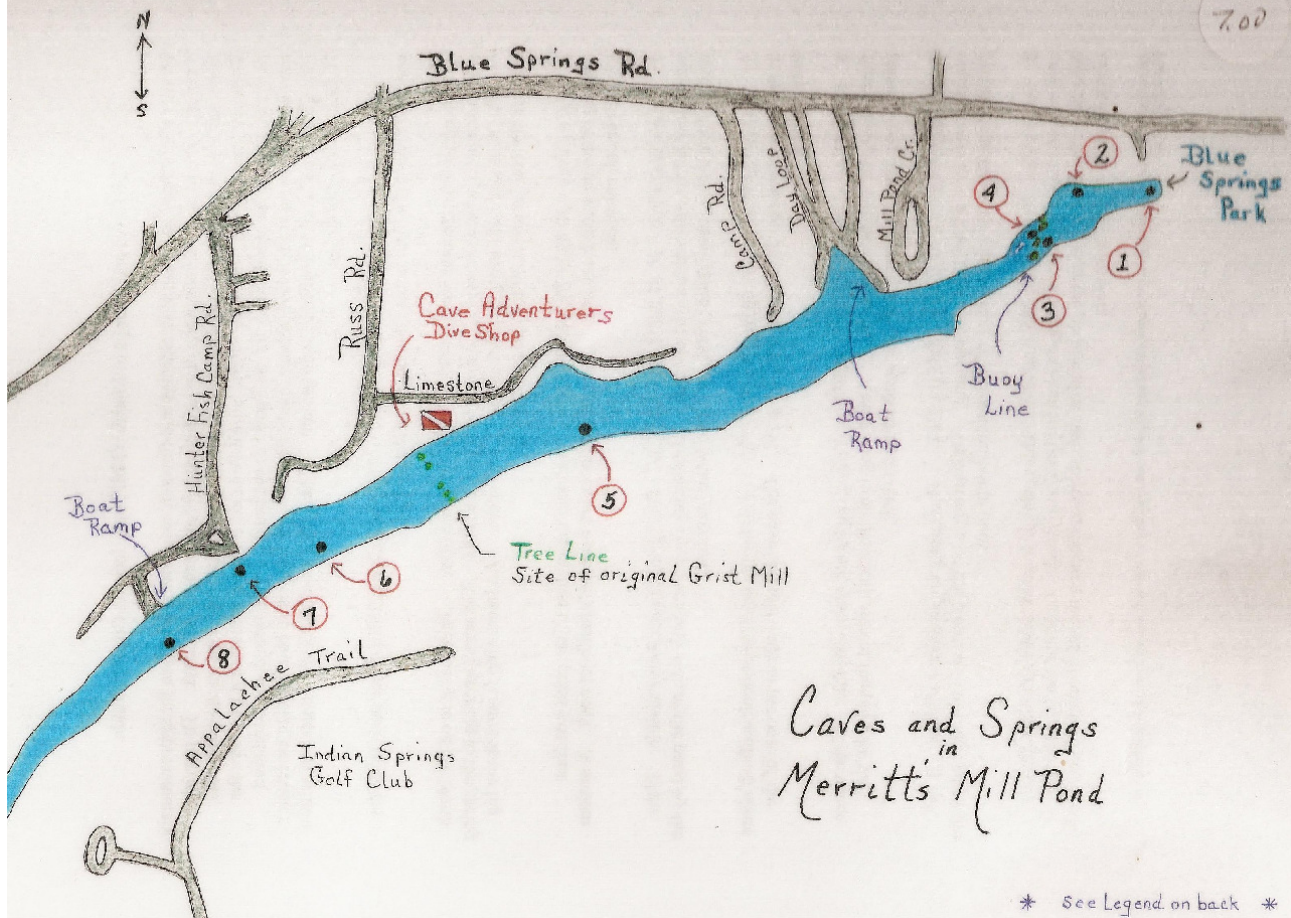 7.00
N
S
Blue Springs Rd.
2
Blue
Springs
Park
4
1
3
Mill Pond Cr.
Day Loop
Camp Rd.
Buoy
Line
Boat
Ramp
Russ Rd.
Hunter Fish Camp Rd.
Cave Adventurers
Dive Shop
Limestone
5
Boat
Ramp
Tree Line
Site of original Grist Mill
6
7
8
Appalachee Trail
Indian Springs
Golf Club
Caves and Springs
in
Merritt's Mill Pond
* See Legend on back *